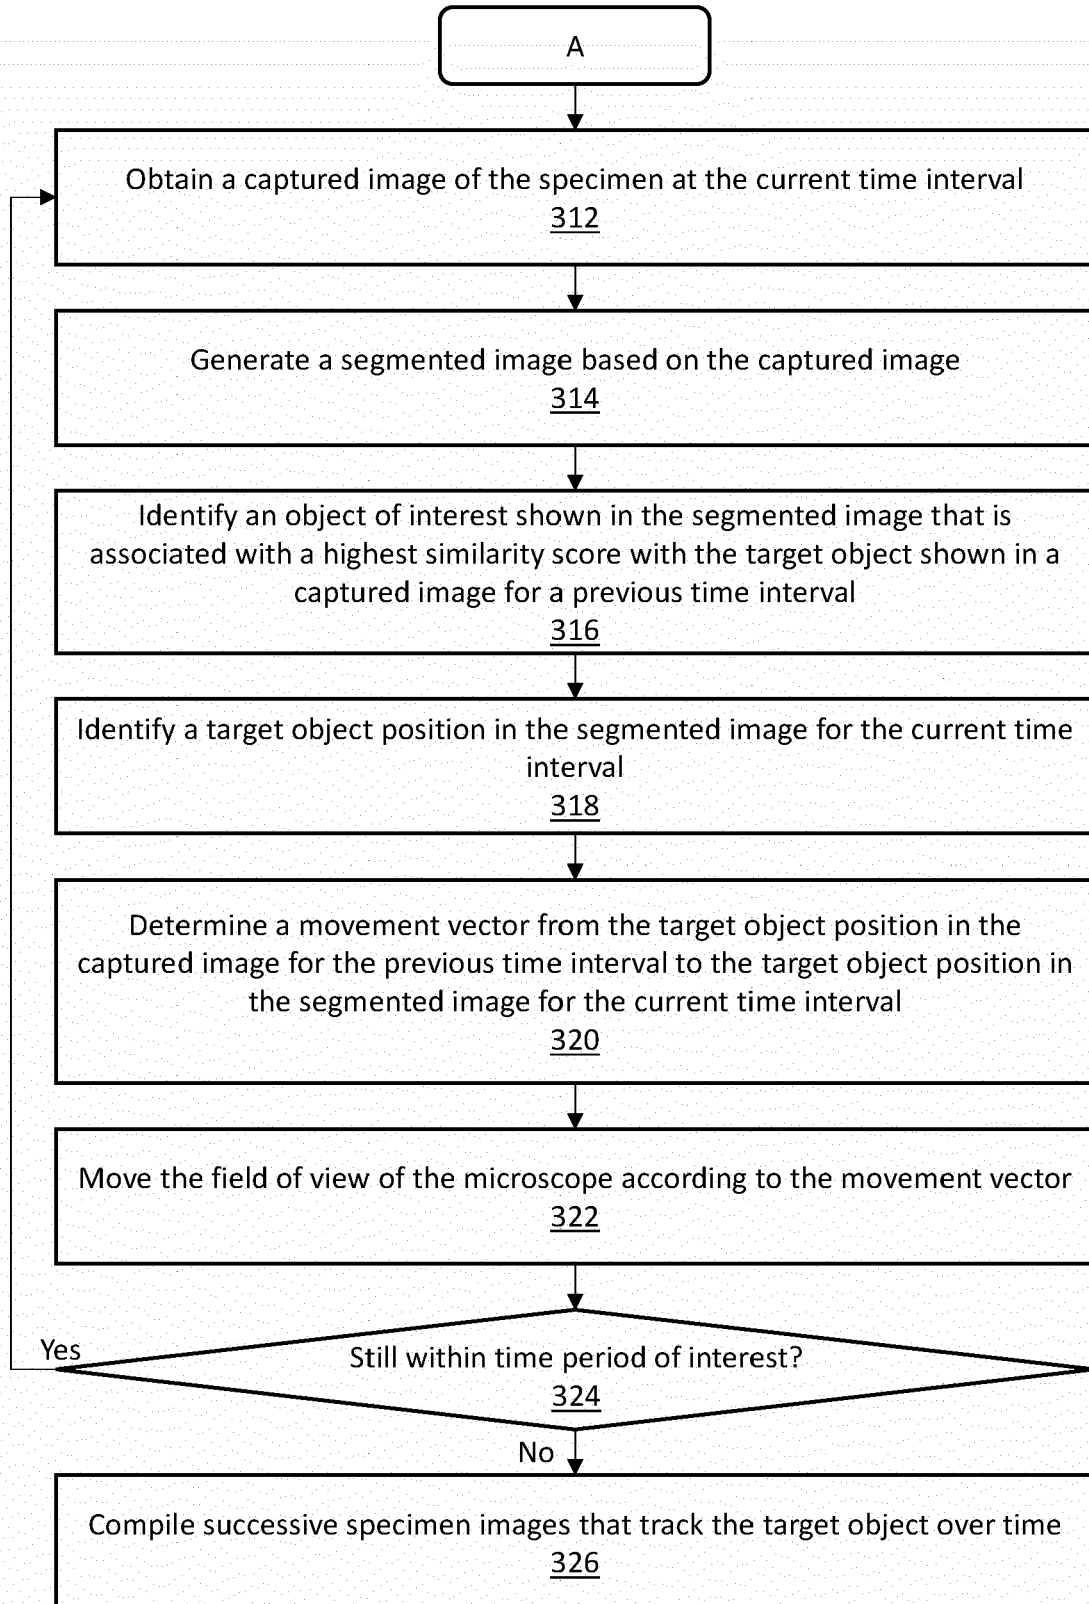 A
Obtain a captured image of the specimen at the current time interval
312
Generate a segmented image based on the captured image
314
Identify an object of interest shown in the segmented image that is
associated with a highest similarity score with the target object shown in a
captured image for a previous time interval
316
Identify a target object position in the segmented image for the current time
interval
318
Determine a movement vector from the target object position in the
captured image for the previous time interval to the target object position in
the segmented image for the current time interval
320
Move the field of view of the microscope according to the movement vector
322
Yes
Still within time period of interest?
324
No
Compile successive specimen images that track the target object over time
326